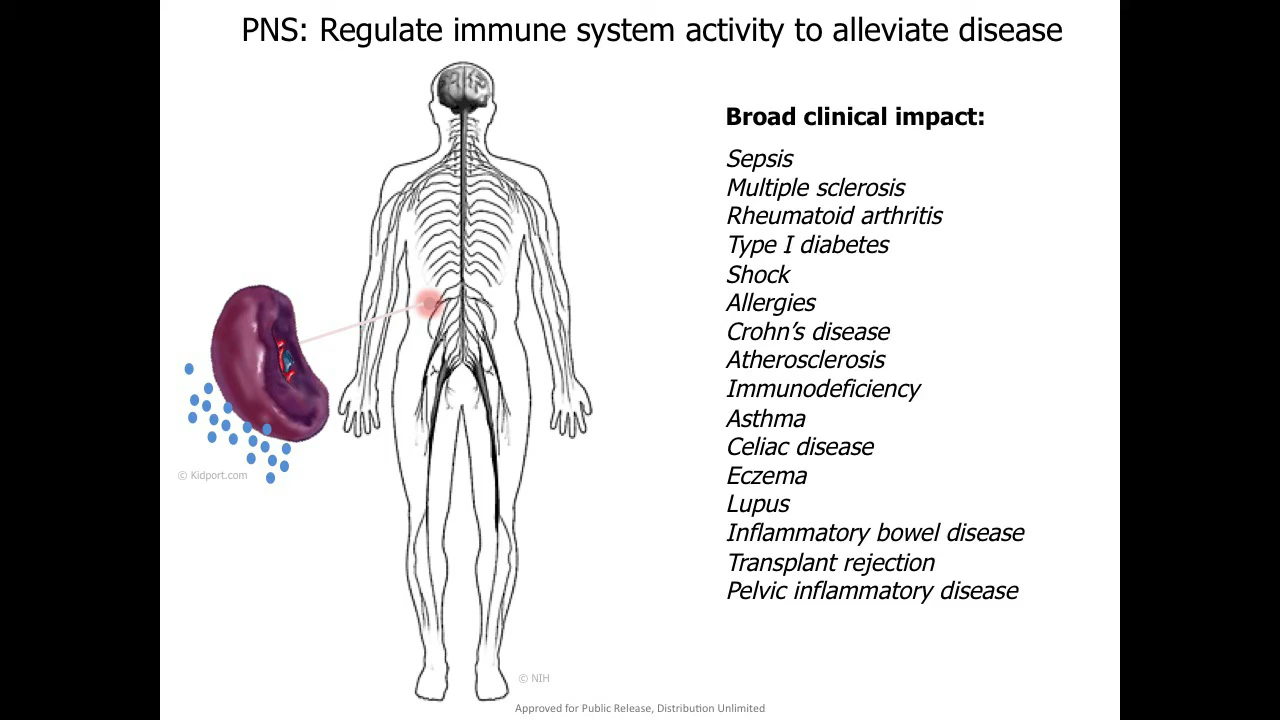 PNS: Regulate immune system activity to alleviate disease
Broad clinical impact:
Sepsis
Multiple sclerosis
Rheumatoid arthritis
Type I diabetes
Shock
Allergies
Crohn’s disease
Atherosclerosis
Immunodeficiency
Asthma
Celiac disease
Eczema
Lupus
Inflammatory bowel disease
Transplant rejection
Pelvic inflammatory disease
© Kidport.com
© NIH
Approved for Public Release, Distribution Unlimited